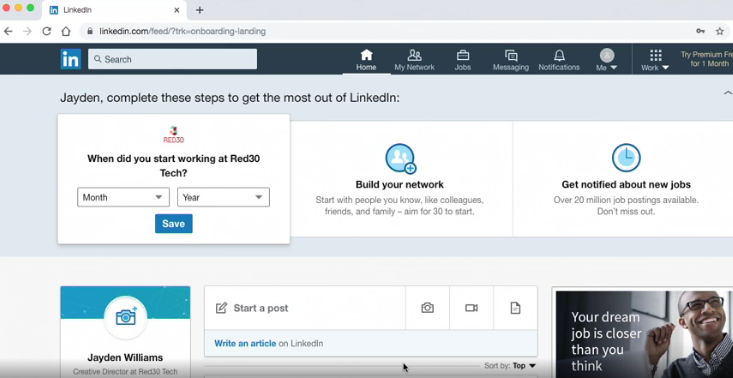 LinkedIn
linkedin.com/feed/?trk=onboarding-landing
in
Search
Home
My Network
Jobs
Messaging
Notifications
Me
Work
Try Premium Fre
for 1 Month
Jayden, complete these steps to get the most out of LinkedIn:
RED30
When did you start working at Red30
Tech?
Month
Year
Save
Build your network
Start with people you know, like colleagues,
friends, and family – aim for 30 to start.
Get notified about new jobs
Over 20 million job postings available.
Don't miss out.
Jayden Williams
Creative Director at Red30 Tech
Start a post
Write an article on LinkedIn
Sort by: Top
Your dream
job is closer
than you
think